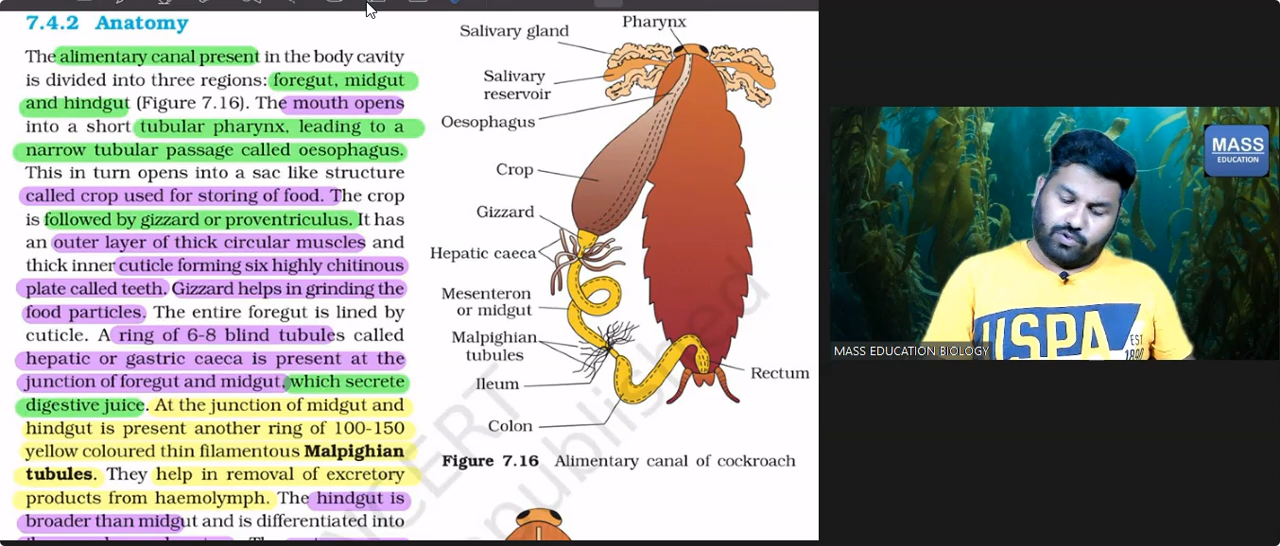 7.4.2 Anatomy
The alimentary canal present in the body cavity
is divided into three regions: foregut, midgut
and hindgut (Figure 7.16). The mouth opens
into a short tubular pharynx, leading to a
narrow tubular passage called oesophagus.
This in turn opens into a sac like structure
called crop used for storing of food. The crop
is followed by gizzard or proventriculus. It has
an outer layer of thick circular muscles and
thick inner cuticle forming six highly chitinous
plate called teeth. Gizzard helps in grinding the
food particles. The entire foregut is lined by
cuticle. A ring of 6-8 blind tubules called
hepatic or gastric caeca is present at the
junction of foregut and midgut, which secrete
digestive juice. At the junction of midgut and
hindgut is present another ring of 100-150
yellow coloured thin filamentous Malpighian
tubules. They help in removal of excretory
products from haemolymph. The hindgut is
broader than midgut and is differentiated into
Pharynx
Salivary gland
Salivary
reservoir
Oesophagus
Crop
Gizzard
Hepatic caeca
Mesenteron
or midgut
Malpighian
tubules
Ileum
Colon
Rectum
Figure 7.16 Alimentary canal of cockroach
MASS
EDUCATION
USPA
EST.
MASS EDUCATION BIOLOGY